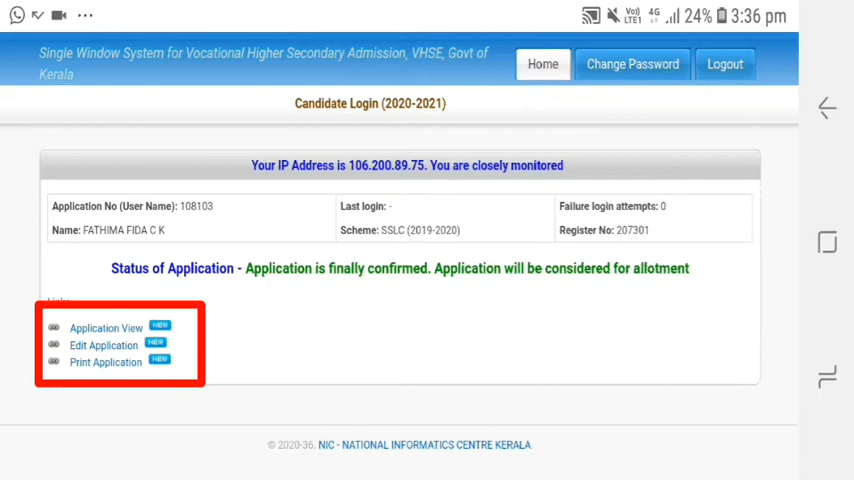 24% 3:36 pm
Single Window System for Vocational Higher Secondary Admission, VHSE, Govt of
Kerala
Home Change Password Logout
Candidate Login (2020-2021)
Your IP Address is 106.200.89.75. You are closely monitored
Application No (User Name): 108103 Last login: - Failure login attempts: 0
Name: FATHIMA FIDA C K Scheme: SSLC (2019-2020) Register No: 207301
Status of Application - Application is finally confirmed. Application will be considered for allotment
Links
Application View NEW
Edit Application NEW
Print Application NEW
© 2020-36. NIC - NATIONAL INFORMATICS CENTRE KERALA.